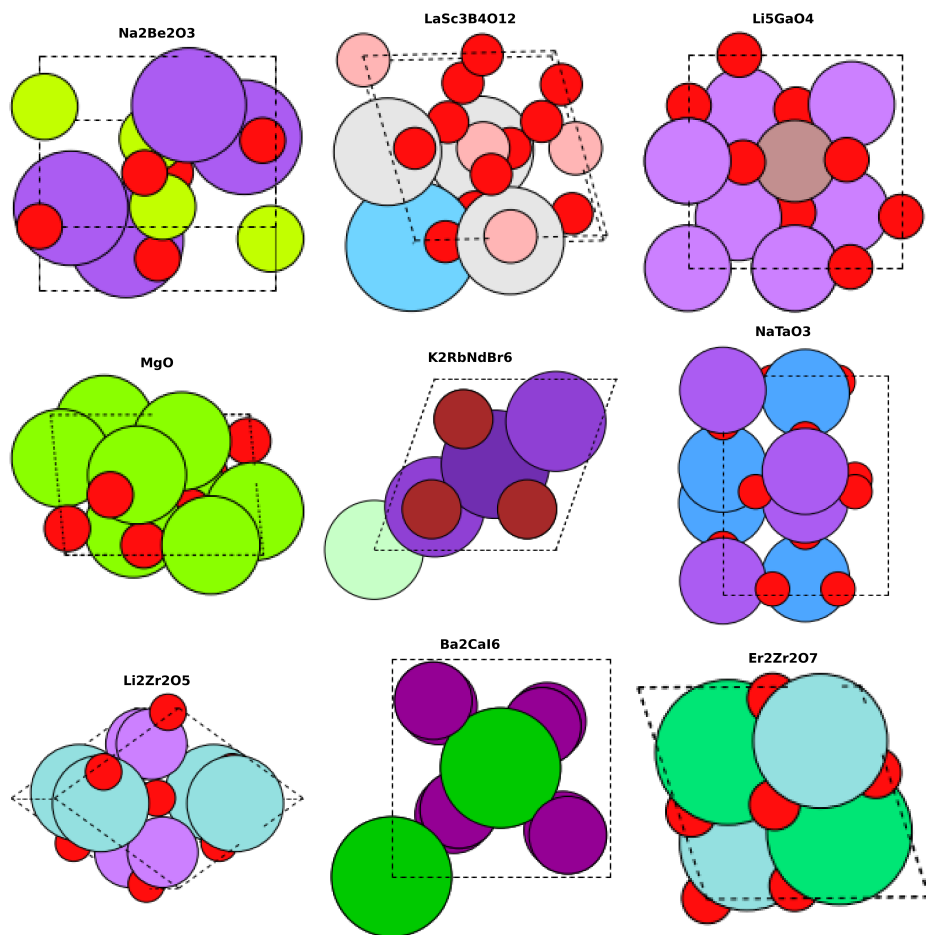 Na2Be2O3
LaSc3B4O12
Li5GaO4
MgO
K2RbNdBr6
NaTaO3
Li2Zr2O5
Ba2CaI6
Er2Zr2O7